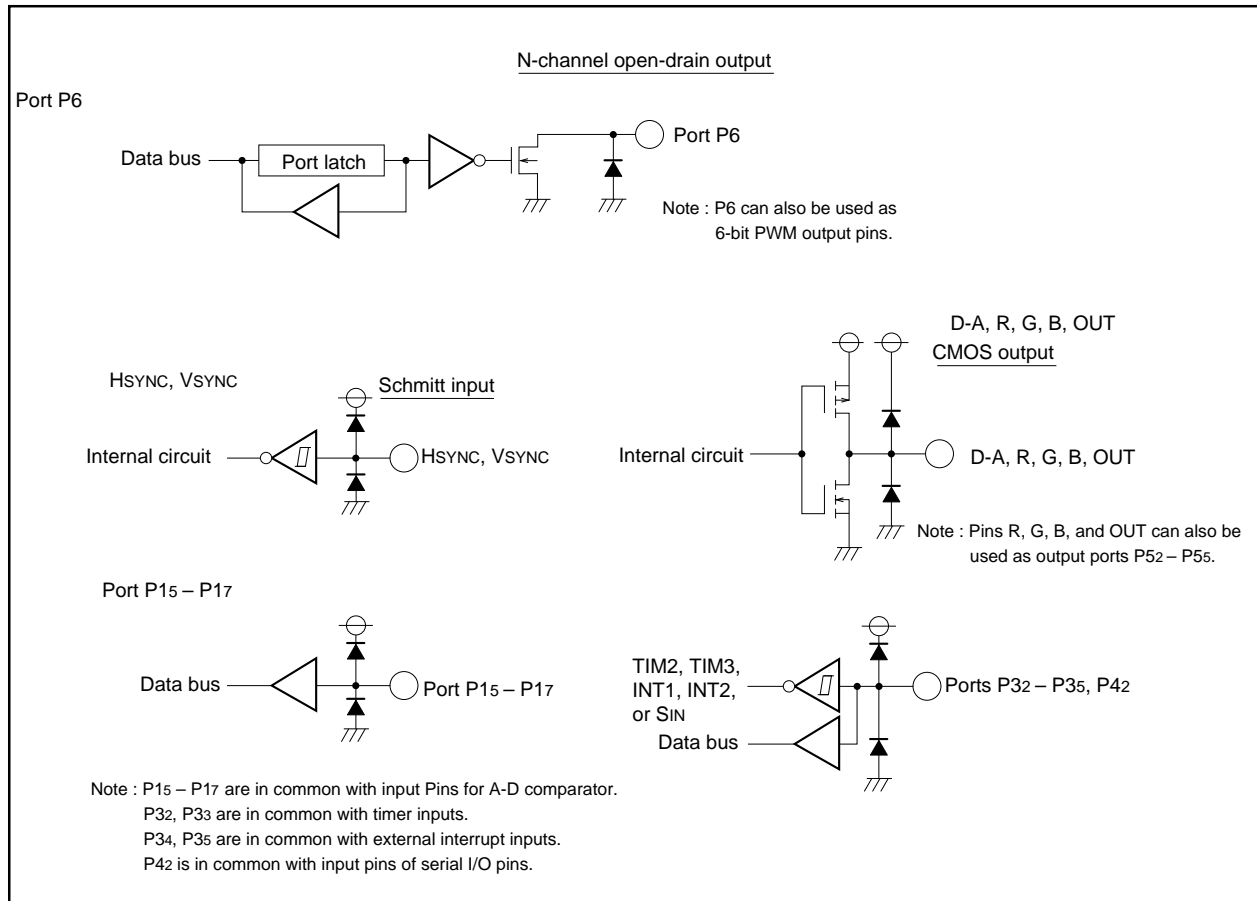 N-channel open-drain output
Port P6
Data bus
Port latch
Port P6
Note : P6 can also be used as
6-bit PWM output pins.
D-A, R, G, B, OUT
CMOS output
HSYNC, VSYNC
Schmitt input
Internal circuit
HSYNC, VSYNC
Internal circuit
D-A, R, G, B, OUT
Note : Pins R, G, B, and OUT can also be
used as output ports P52 – P55.
Port P15 – P17
Data bus
Port P15 – P17
TIM2, TIM3,
INT1, INT2,
or SIN
Data bus
Ports P32 – P35, P42
Note : P15 – P17 are in common with input Pins for A-D comparator.
P32, P33 are in common with timer inputs.
P34, P35 are in common with external interrupt inputs.
P42 is in common with input pins of serial I/O pins.